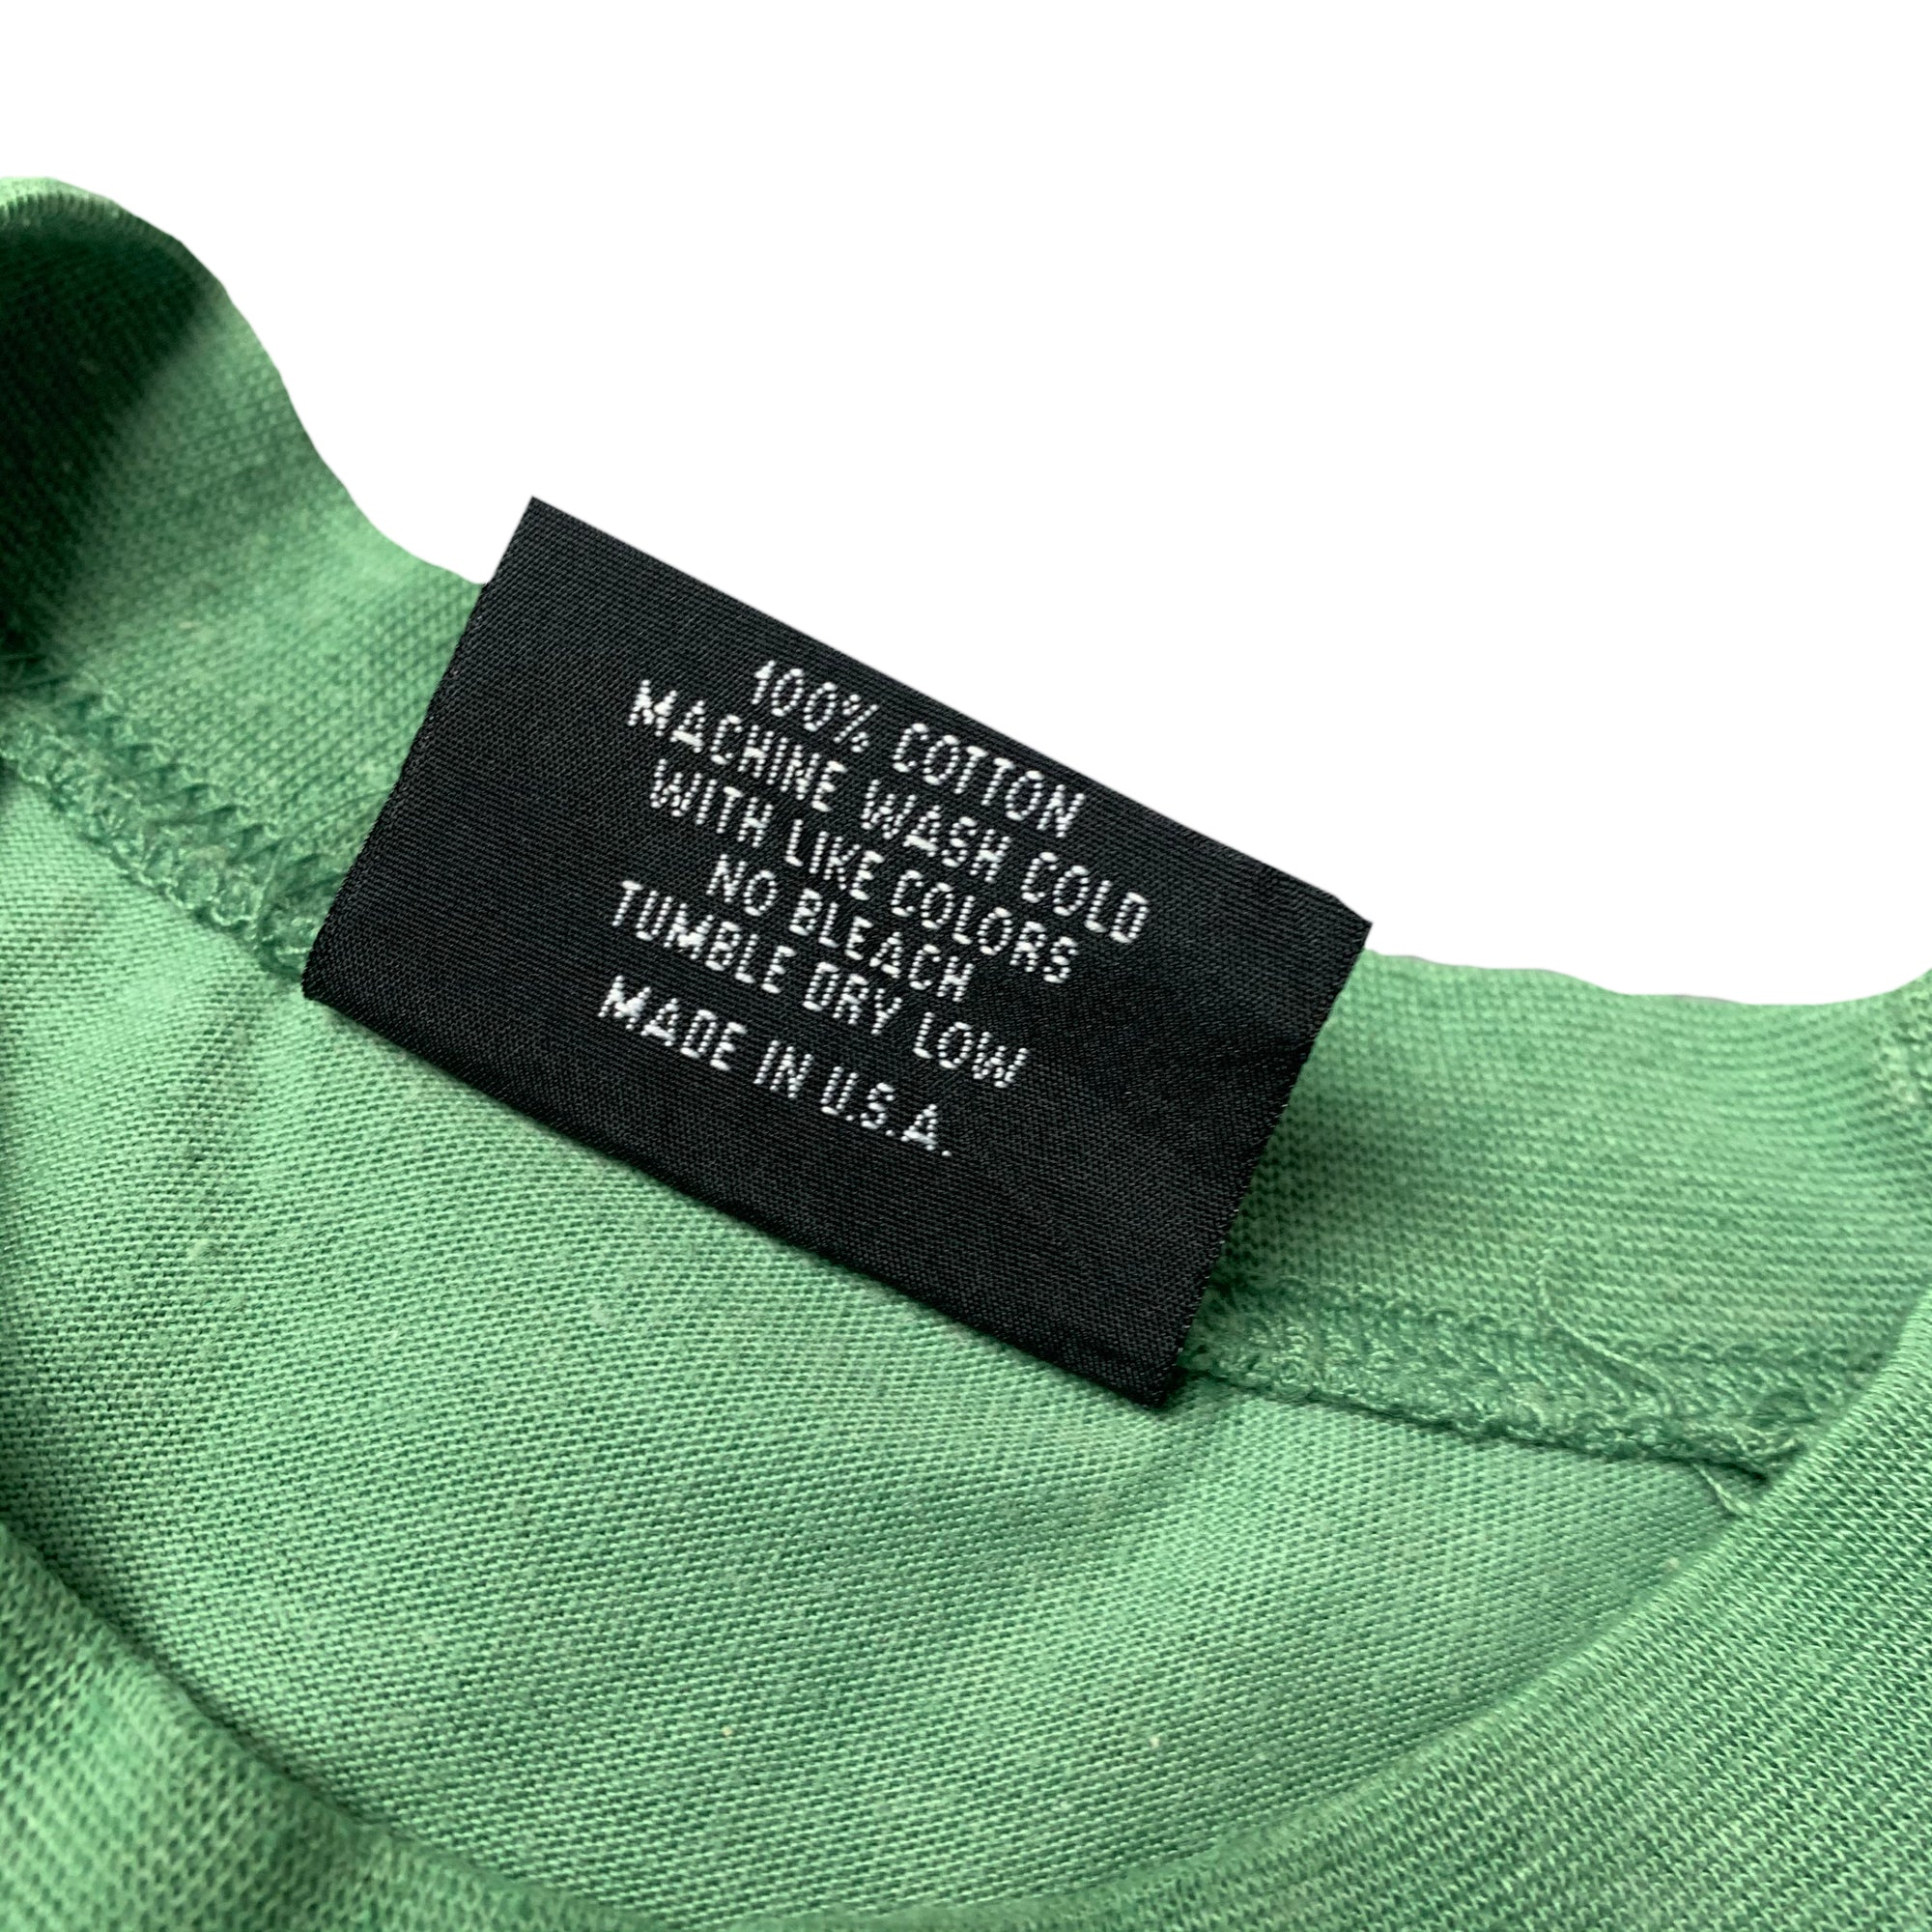 100% COTTON
MACHINE WASH COLD
WITH LIKE COLORS
NO BLEACH
TUMBLE DRY LOW
MADE IN U.S.A.